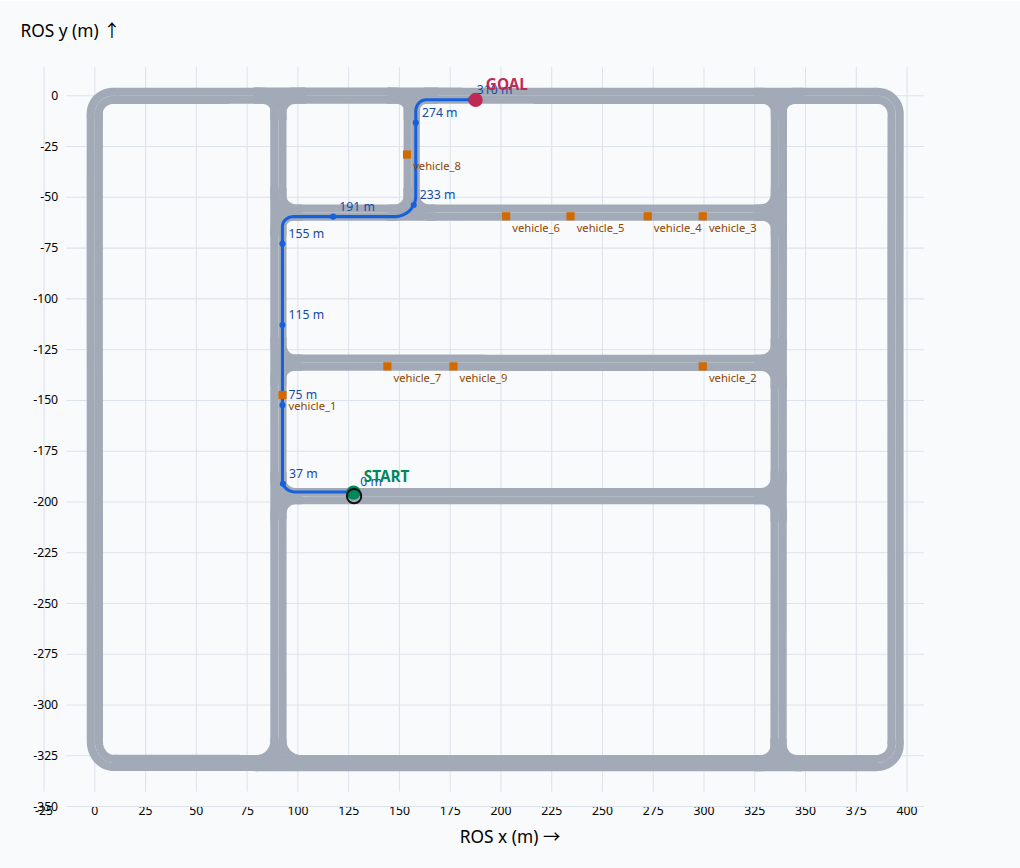 ROS y (m) ↑
GOAL
310 m
0
274 m
-25
vehicle_8
-50
233 m
191 m
vehicle_6
vehicle_5
vehicle_4
vehicle_3
155 m
-75
-100
115 m
-125
vehicle_7
vehicle_9
vehicle_2
75 m
-150
vehicle_1
-175
37 m
START
0 m
-200
-225
-250
-275
-300
-325
-350
-25 0 25 50 75 100 125 150 175 200 225 250 275 300 325 350 375 400
ROS x (m) →